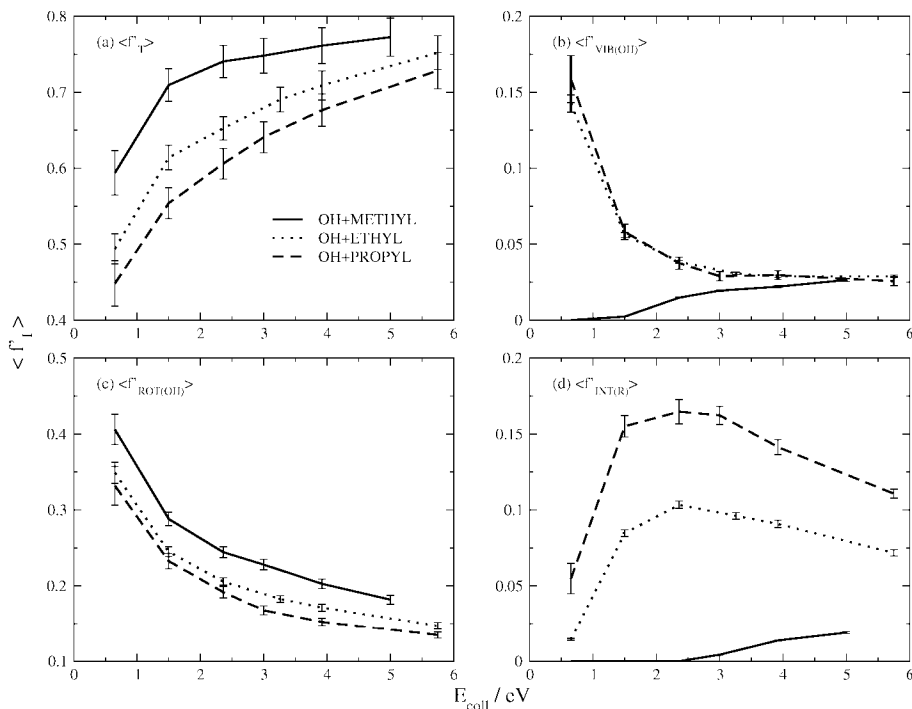 (a) <f'T>
0.8
0.7
0.6
0.5
0.4
0 1 2 3 4 5 6
OH+METHYL
OH+ETHYL
OH+PROPYL
(b) <f'VIB(OH)>
0.2
0.15
0.1
0.05
0
0 1 2 3 4 5 6
<f'I>
(c) <f'ROT(OH)>
0.5
0.4
0.3
0.2
0.1
0 1 2 3 4 5 6
(d) <f'INT(R)>
0.2
0.15
0.1
0.05
0
0 1 2 3 4 5 6
Ecoll / eV